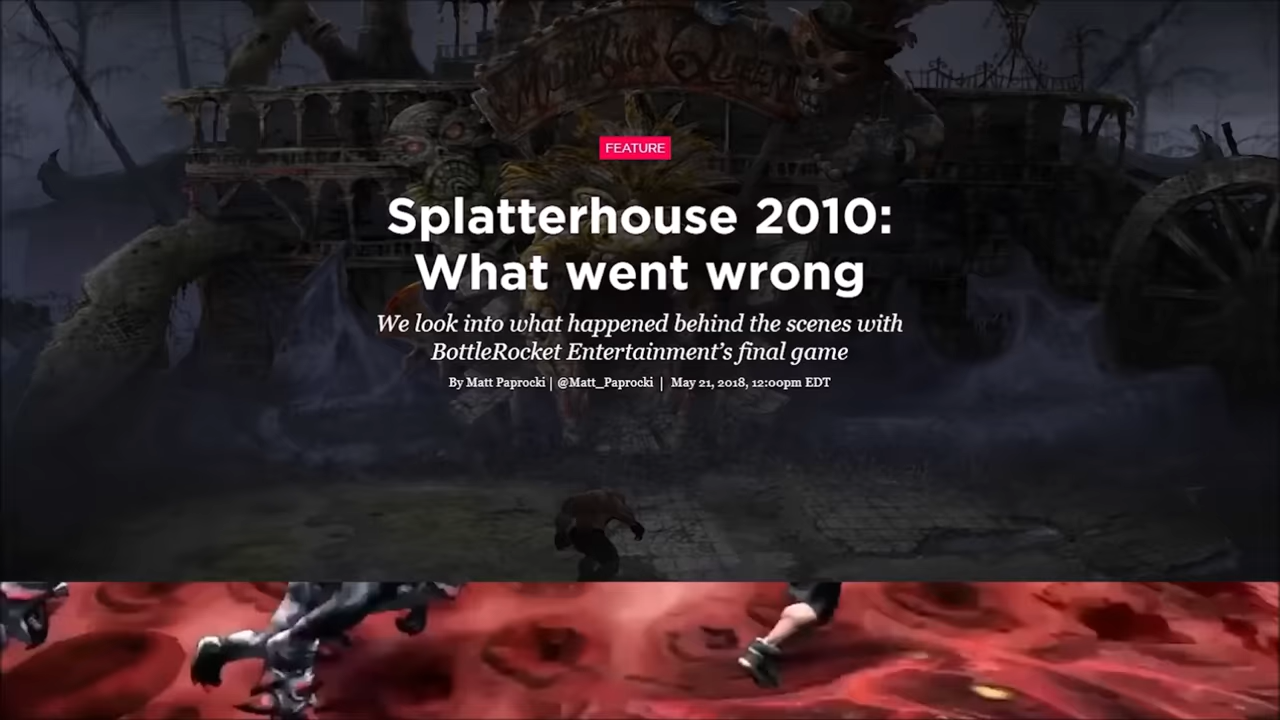 FEATURE
Splatterhouse 2010:
What went wrong
We look into what happened behind the scenes with
BottleRocket Entertainment’s final game
By Matt Paprocki | @Matt_Paprocki | May 21, 2018, 12:00pm EDT